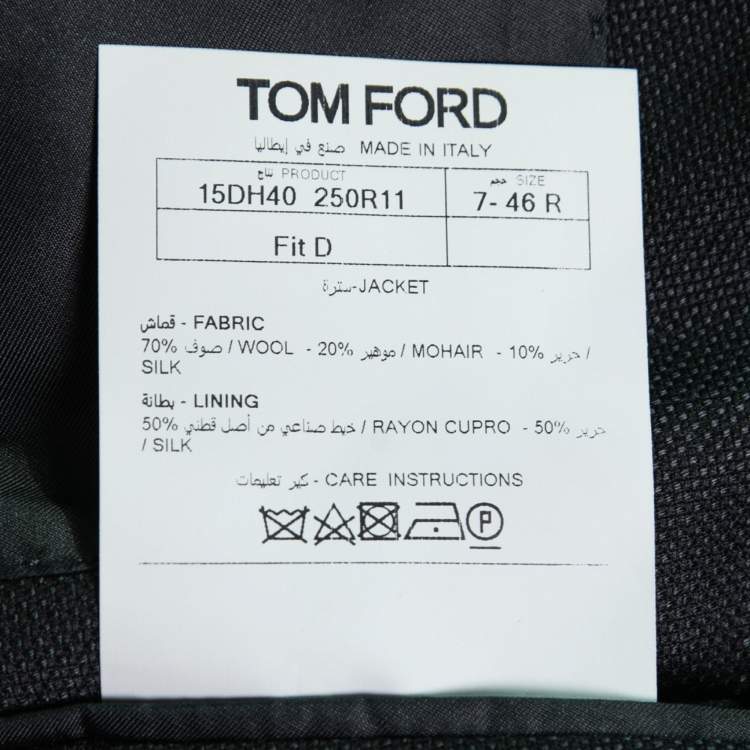 TOM FORD
صنع في إيطاليا MADE IN ITALY
نتاج PRODUCT
حجم SIZE
15DH40 250R11
7- 46 R
Fit D
سترة-JACKET
قماش - FABRIC
70% صوف / WOOL - 20% موهير / MOHAIR - 10% حرير /
SILK
بطانة - LINING
50% خيط صناعي من أصل قطني / RAYON CUPRO - 50% حرير
/ SILK
كير تعليمات - CARE INSTRUCTIONS
P